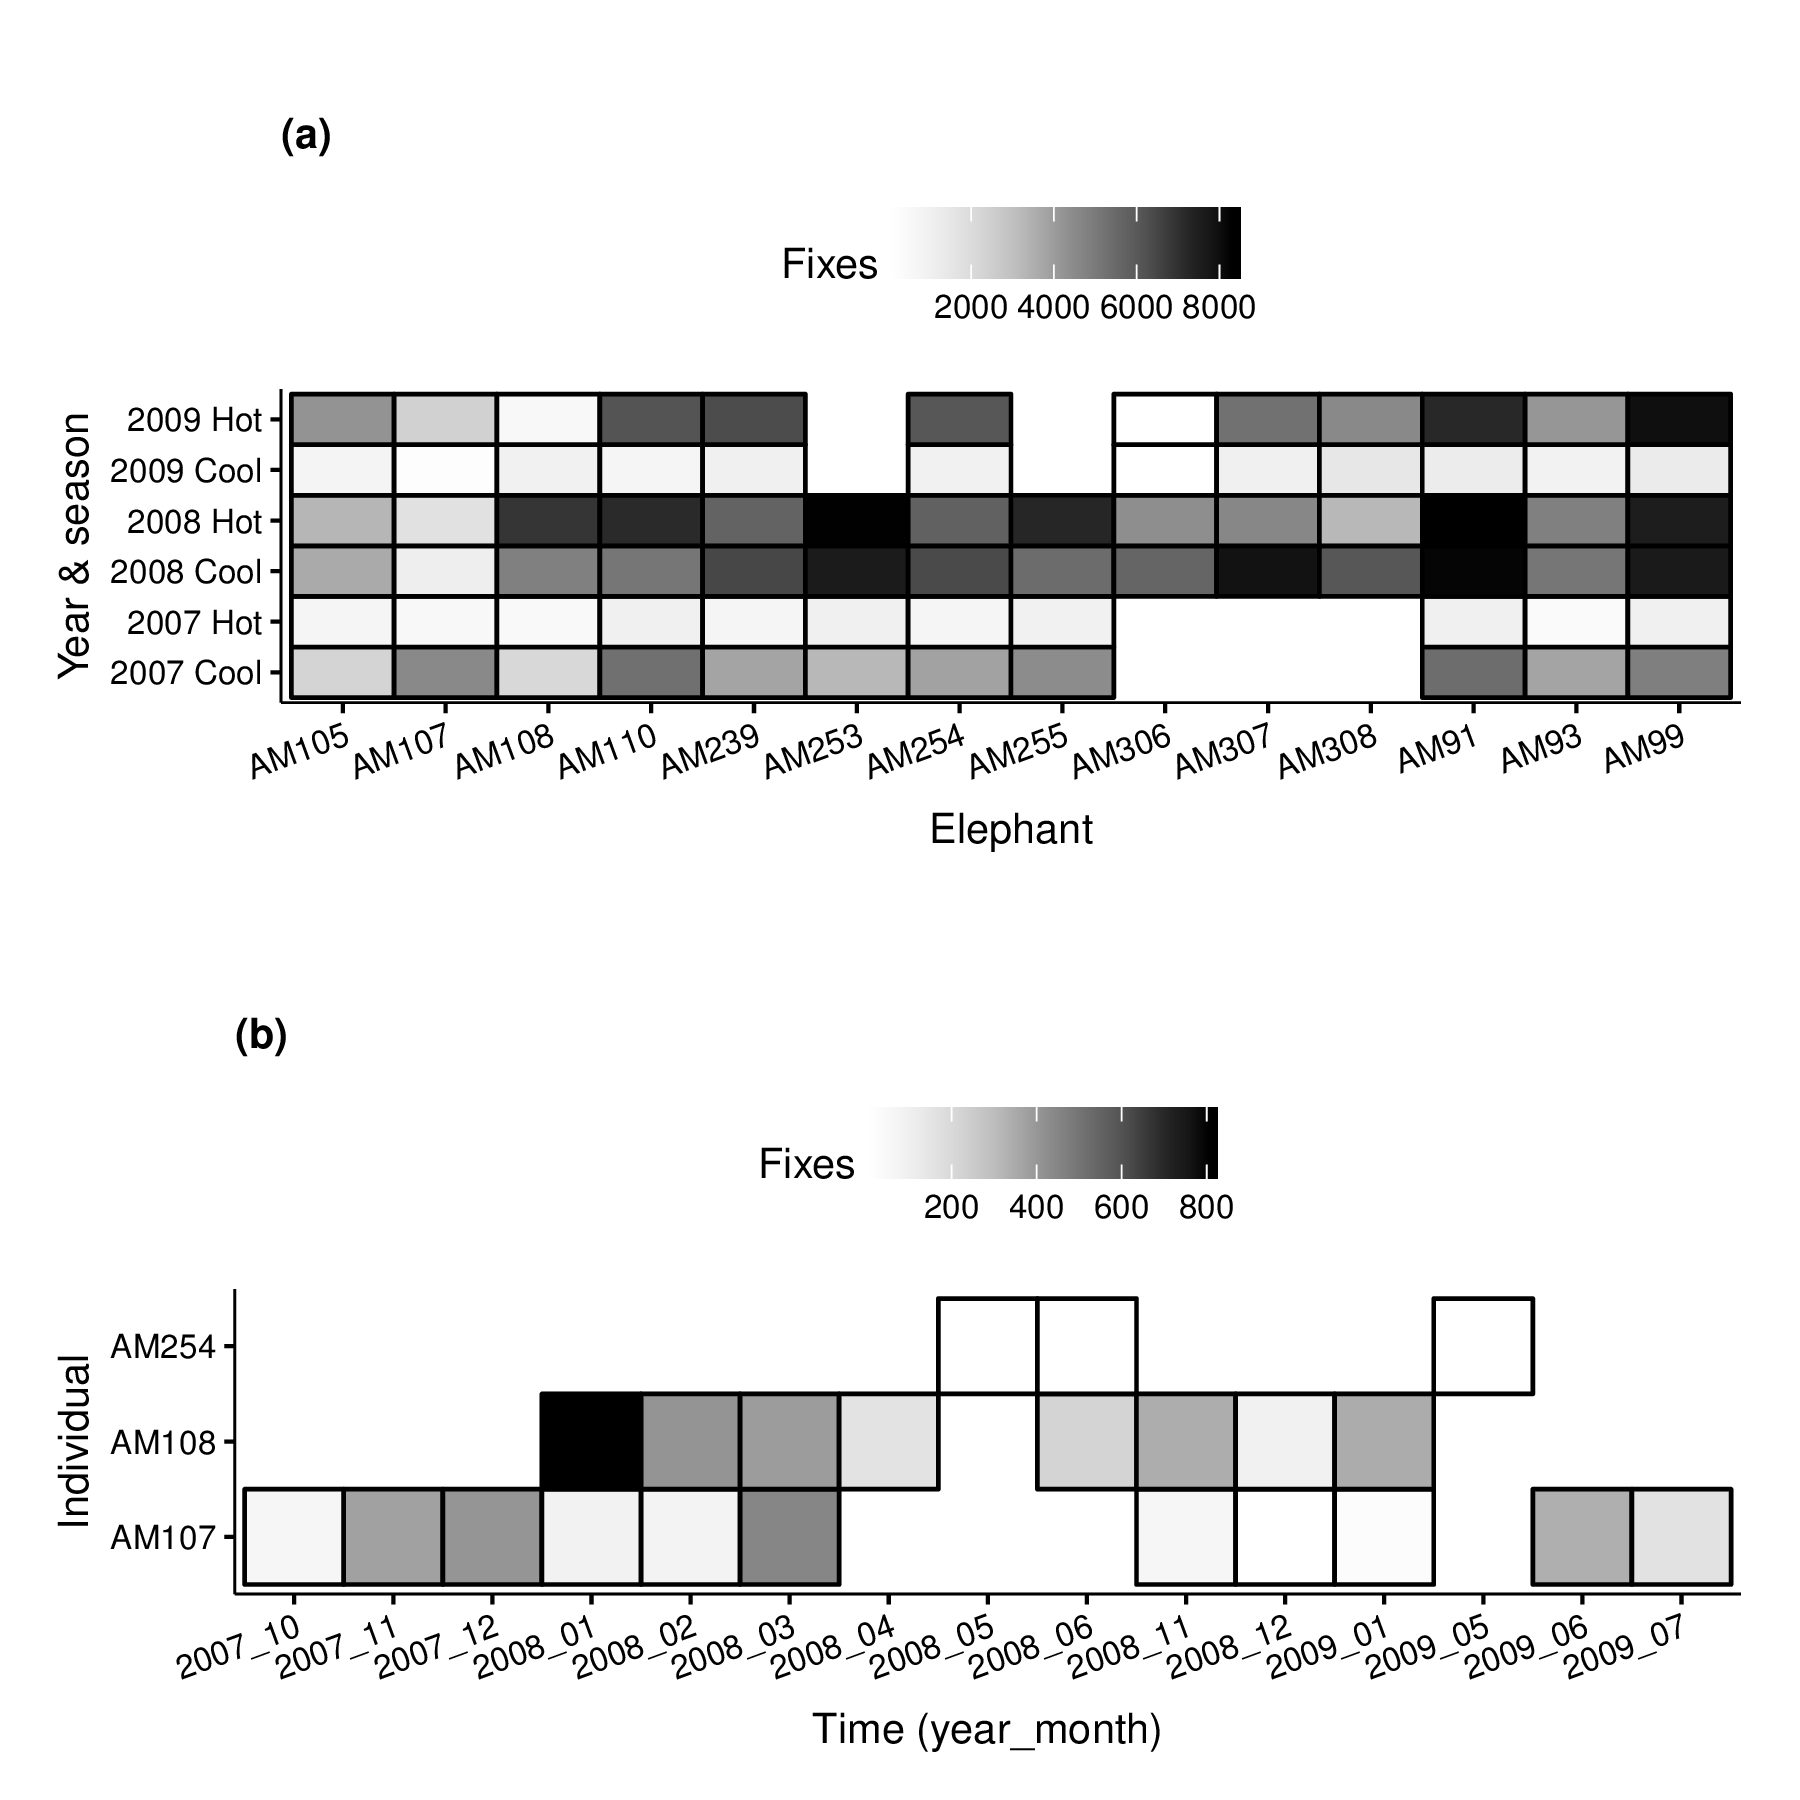 (a)
Fixes
2000 4000 6000 8000
Year & season
2009 Hot
2009 Cool
2008 Hot
2008 Cool
2007 Hot
2007 Cool
AM105 AM107 AM108 AM110 AM239 AM253 AM254 AM255 AM306 AM307 AM308 AM91 AM93 AM99
Elephant
(b)
Fixes
200 400 600 800
Individual
AM254
AM108
AM107
2007_10 2007_11 2007_12 2008_01 2008_02 2008_03 2008_04 2008_05 2008_06 2008_11 2008_12 2009_01 2009_05 2009_06 2009_07
Time (year_month)